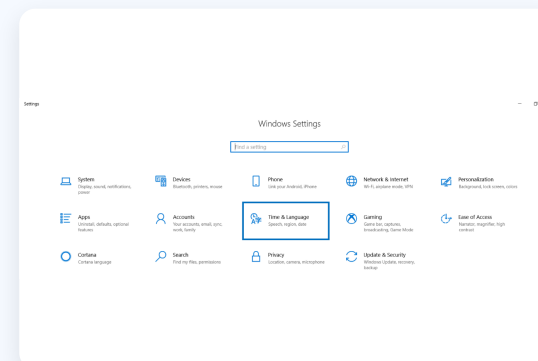 Settings
Windows Settings
Find a setting
System
Display, sound, notifications,
power
Devices
Bluetooth, printers, mouse
Phone
Link your Android, iPhone
Network & Internet
Wi-Fi, airplane mode, VPN
Personalization
Background, lock screen, colors
Apps
Uninstall, defaults, optional
features
Accounts
Your accounts, email, sync,
work, family
Time & Language
Speech, region, date
Gaming
Game bar, captures,
broadcasting, Game Mode
Ease of Access
Narrator, magnifier, high
contrast
Cortana
Cortana language
Search
Find my files, permissions
Privacy
Location, camera, microphone
Update & Security
Windows Update, recovery,
backup